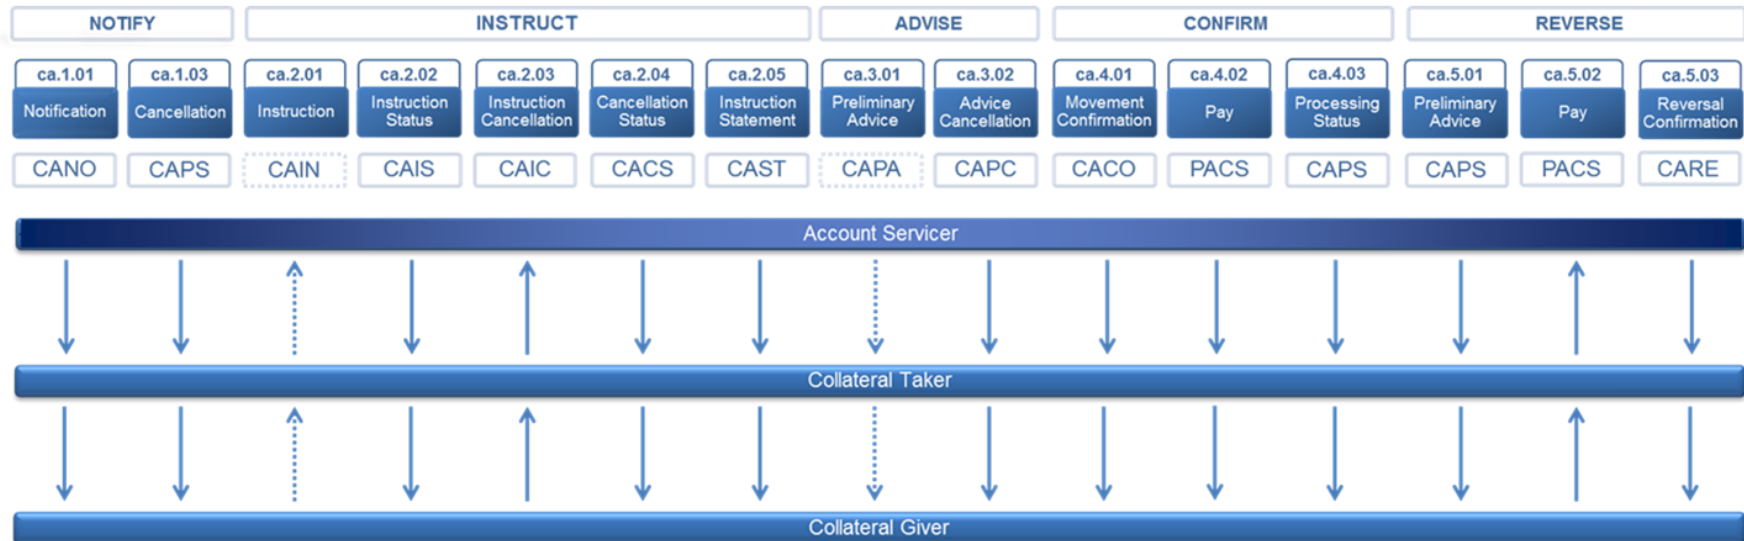 NOTIFY
INSTRUCT
ADVISE
CONFIRM
REVERSE
ca.1.01
ca.1.03
ca.2.01
ca.2.02
ca.2.03
ca.2.04
ca.2.05
ca.3.01
ca.3.02
ca.4.01
ca.4.02
ca.4.03
ca.5.01
ca.5.02
ca.5.03
Notification
Cancellation
Instruction
Instruction
Status
Instruction
Cancellation
Cancellation
Status
Instruction
Statement
Preliminary
Advice
Advice
Cancellation
Movement
Confirmation
Pay
Processing
Status
Preliminary
Advice
Pay
Reversal
Confirmation
CANO
CAPS
CAIN
CAIS
CAIC
CACS
CAST
CAPA
CAPC
CACO
PACS
CAPS
CAPS
PACS
CARE
Account Servicer
Collateral Taker
Collateral Giver